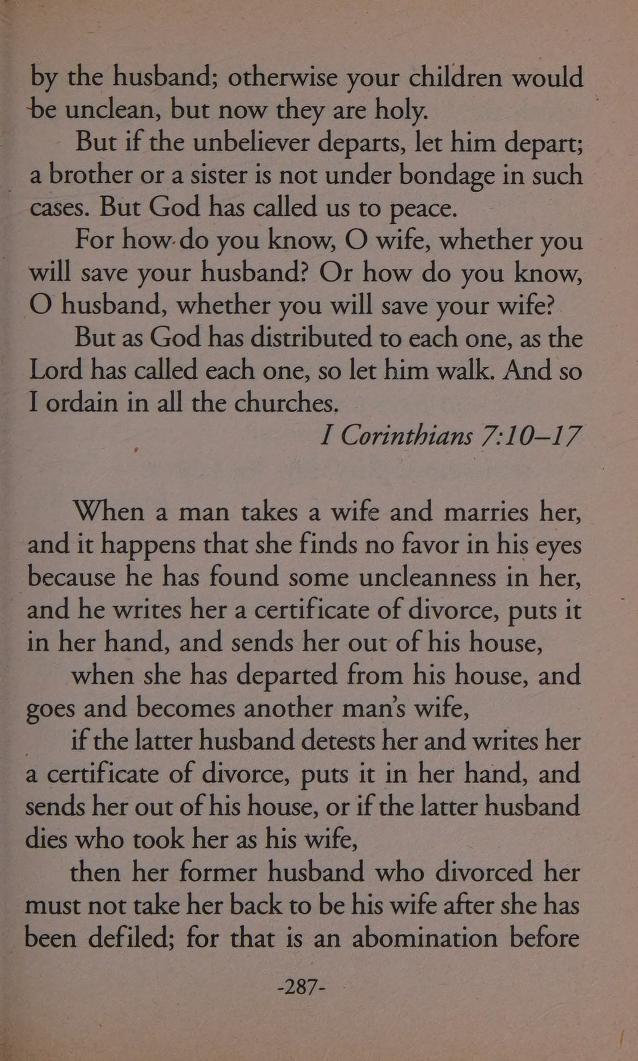 by the husband; otherwise your children would
be unclean, but now they are holy.
But if the unbeliever departs, let him depart;
a brother or a sister is not under bondage in such
cases. But God has called us to peace.
For how do you know, O wife, whether you
will save your husband? Or how do you know,
O husband, whether you will save your wife?
But as God has distributed to each one, as the
Lord has called each one, so let him walk. And so
I ordain in all the churches.
I Corinthians 7:10–17
When a man takes a wife and marries her,
and it happens that she finds no favor in his eyes
because he has found some uncleanness in her,
and he writes her a certificate of divorce, puts it
in her hand, and sends her out of his house,
when she has departed from his house, and
goes and becomes another man's wife,
if the latter husband detests her and writes her
a certificate of divorce, puts it in her hand, and
sends her out of his house, or if the latter husband
dies who took her as his wife,
then her former husband who divorced her
must not take her back to be his wife after she has
been defiled; for that is an abomination before
-287-